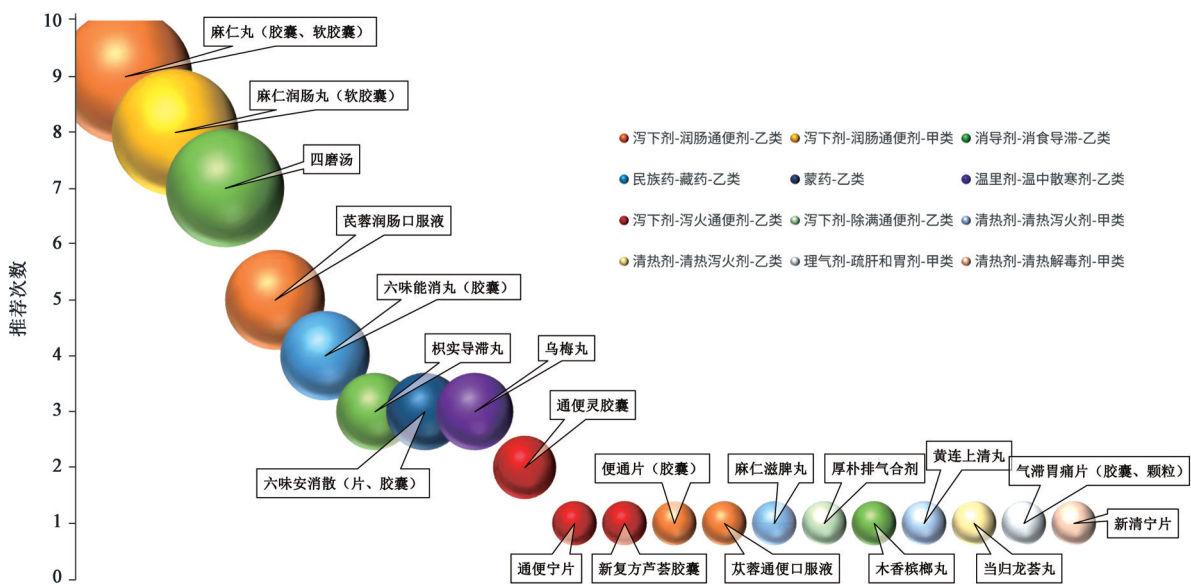 10
9
8
7
6
5
4
3
2
1
0
推荐次数
麻仁丸（胶囊、软胶囊）
麻仁润肠丸（软胶囊）
四磨汤
芪蓉润肠口服液
六味能消丸（胶囊）
枳实导滞丸
乌梅丸
六味安消散（片、胶囊）
通便灵胶囊
便通片（胶囊）
麻仁滋脾丸
厚朴排气合剂
黄连上清丸
气滞胃痛片（胶囊、颗粒）
通便宁片
新复方芦荟胶囊
苁蓉通便口服液
木香槟榔丸
当归龙荟丸
新清宁片
泻下剂-润肠通便剂-乙类
泻下剂-润肠通便剂-甲类
消导剂-消食导滞-乙类
民族药-藏药-乙类
蒙药-乙类
温里剂-温中散寒剂-乙类
泻下剂-泻火通便剂-乙类
泻下剂-除满通便剂-乙类
清热剂-清热泻火剂-甲类
清热剂-清热泻火剂-乙类
理气剂-疏肝和胃剂-甲类
清热剂-清热解毒剂-甲类